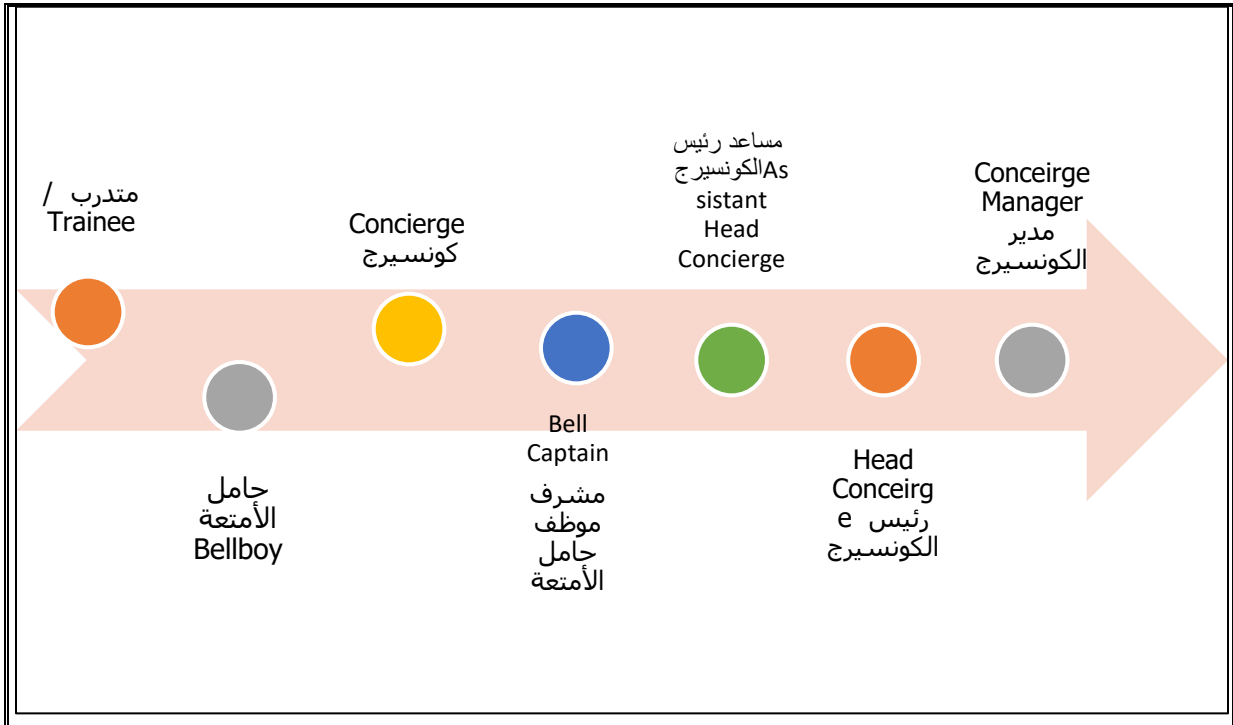 متدرب /
Trainee
حامل
الأمتعة
Bellboy
Concierge
كونسيرج
Bell
Captain
مشرف
موظف
حامل
الأمتعة
مساعد رئيس
الكونسيرجAs
sistant
Head
Concierge
Head
Conceirg
e رئيس
الكونسيرج
Conceirge
Manager
مدير
الكونسيرج